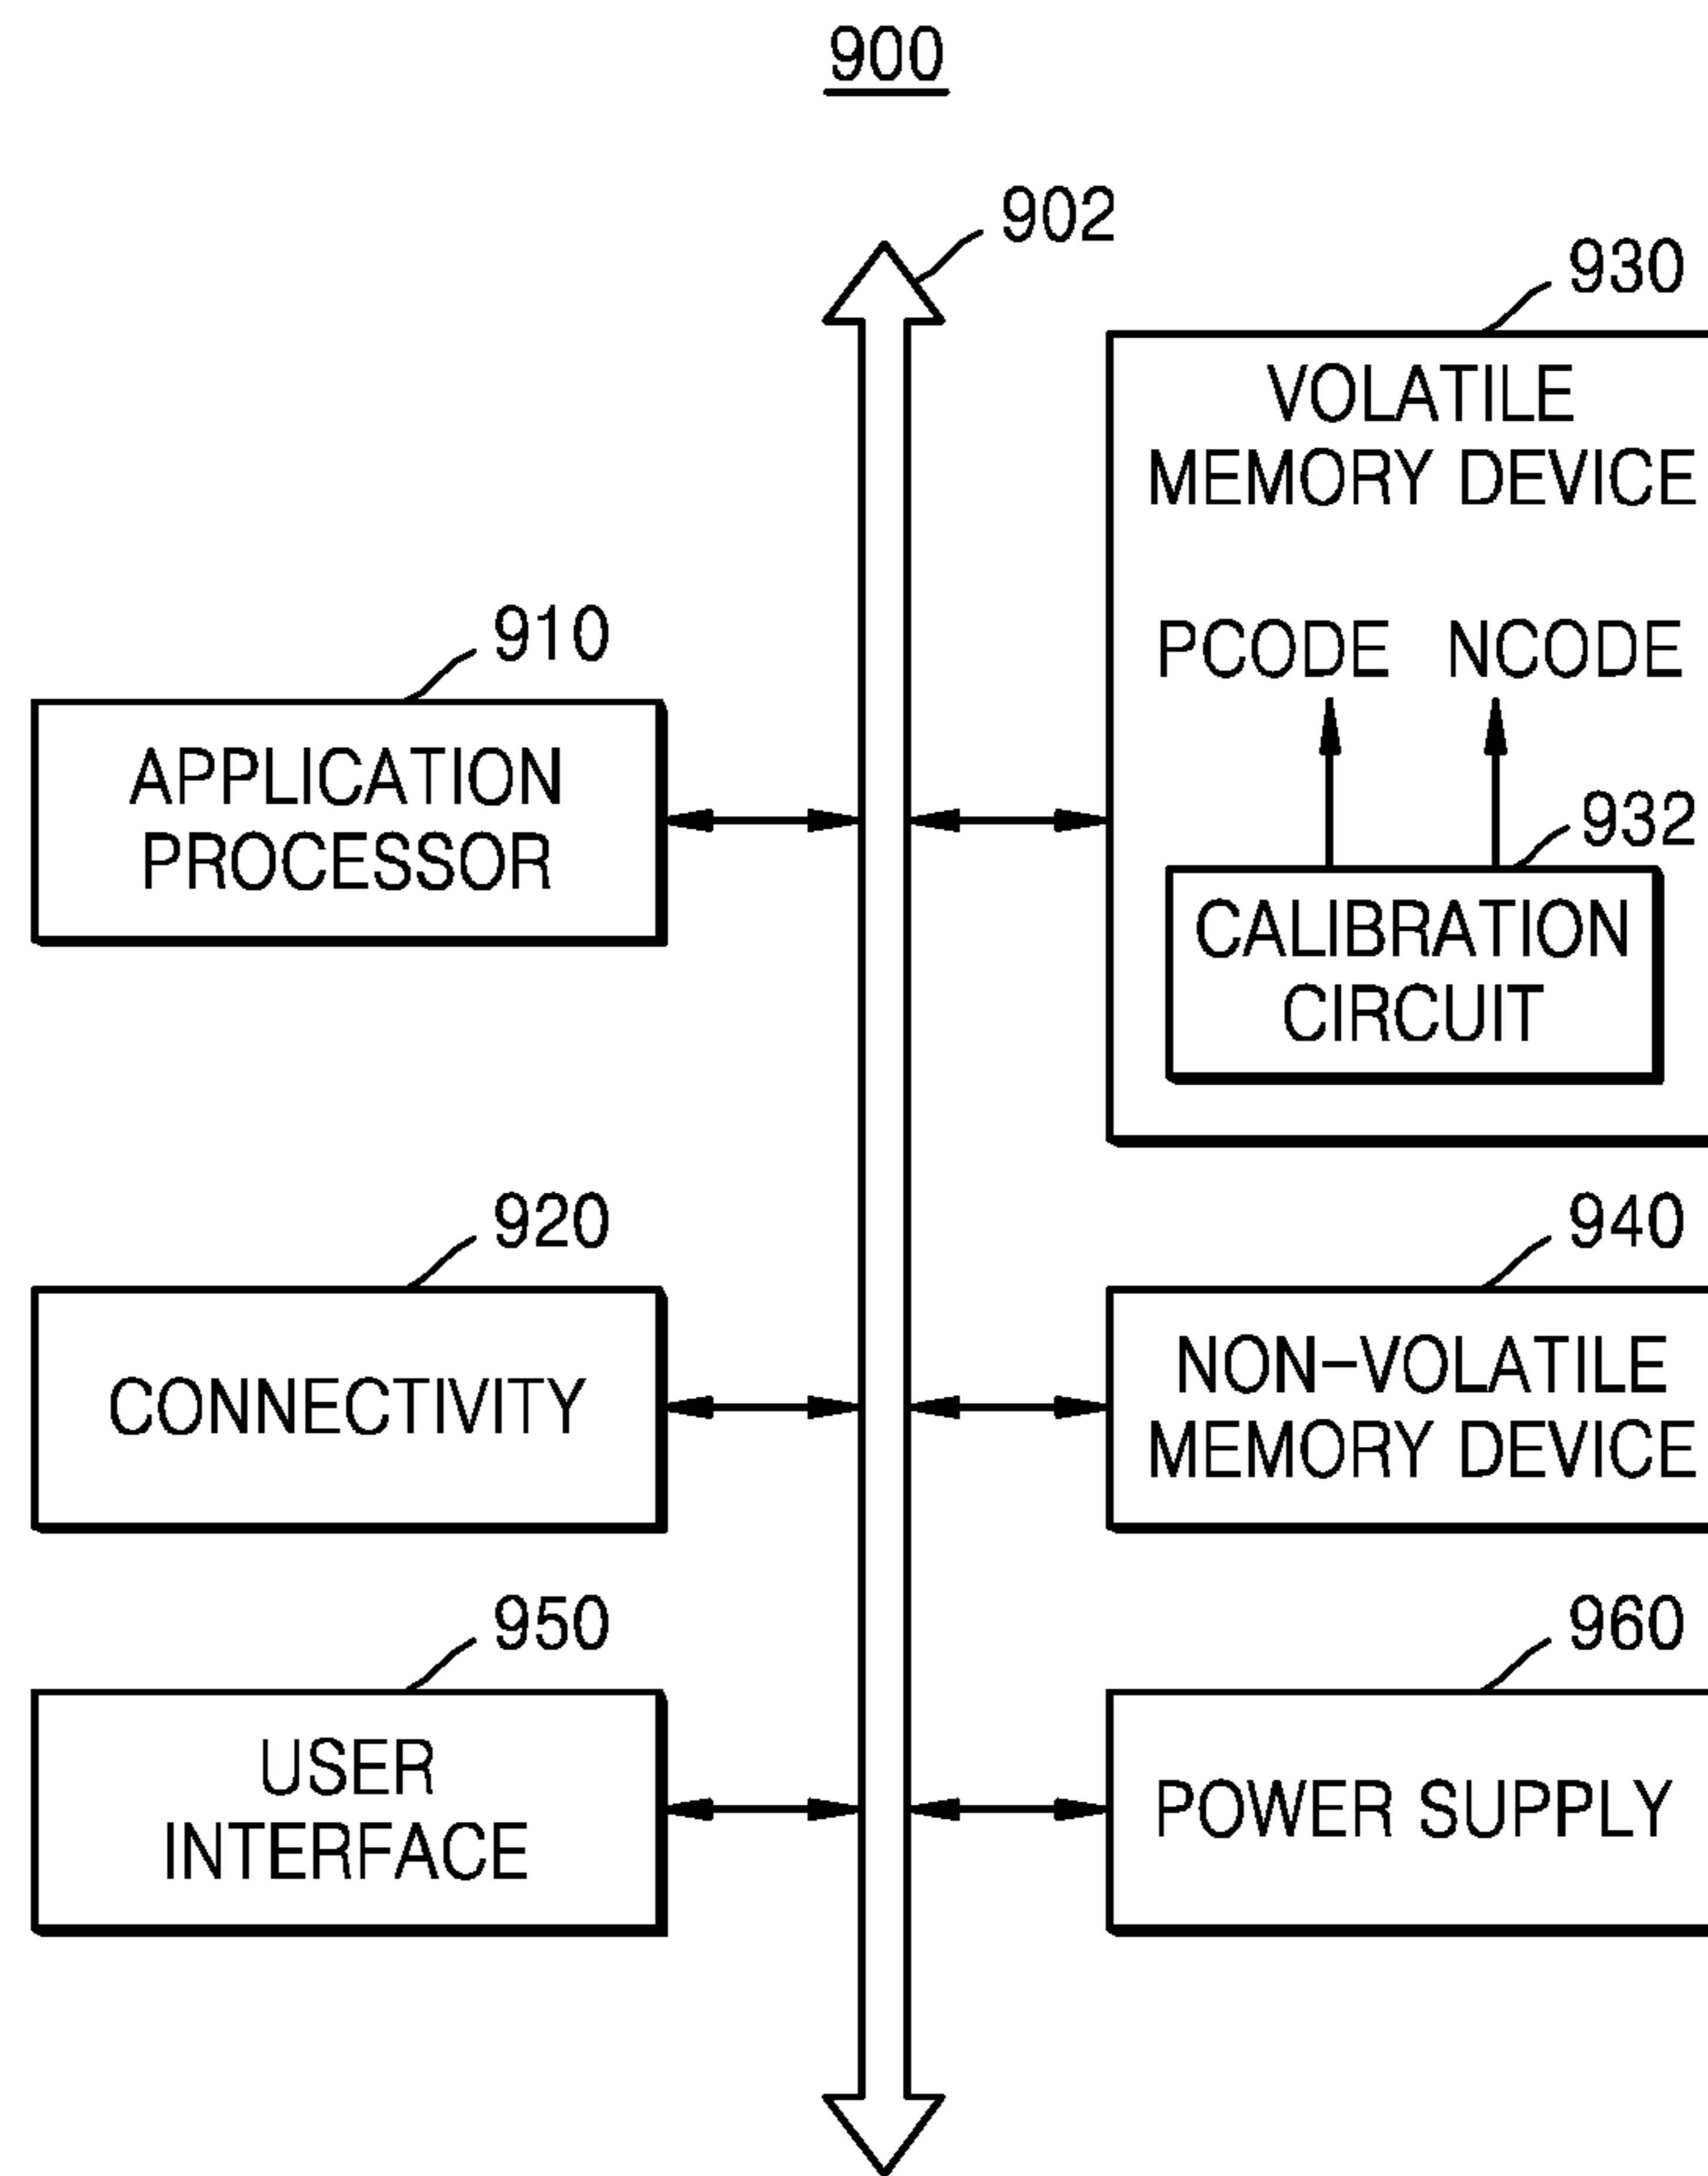 900
902
930
VOLATILE
MEMORY DEVICE
PCODE NCODE
910
APPLICATION
PROCESSOR
932
CALIBRATION
CIRCUIT
920
CONNECTIVITY
940
NON-VOLATILE
MEMORY DEVICE
950
USER
INTERFACE
960
POWER SUPPLY